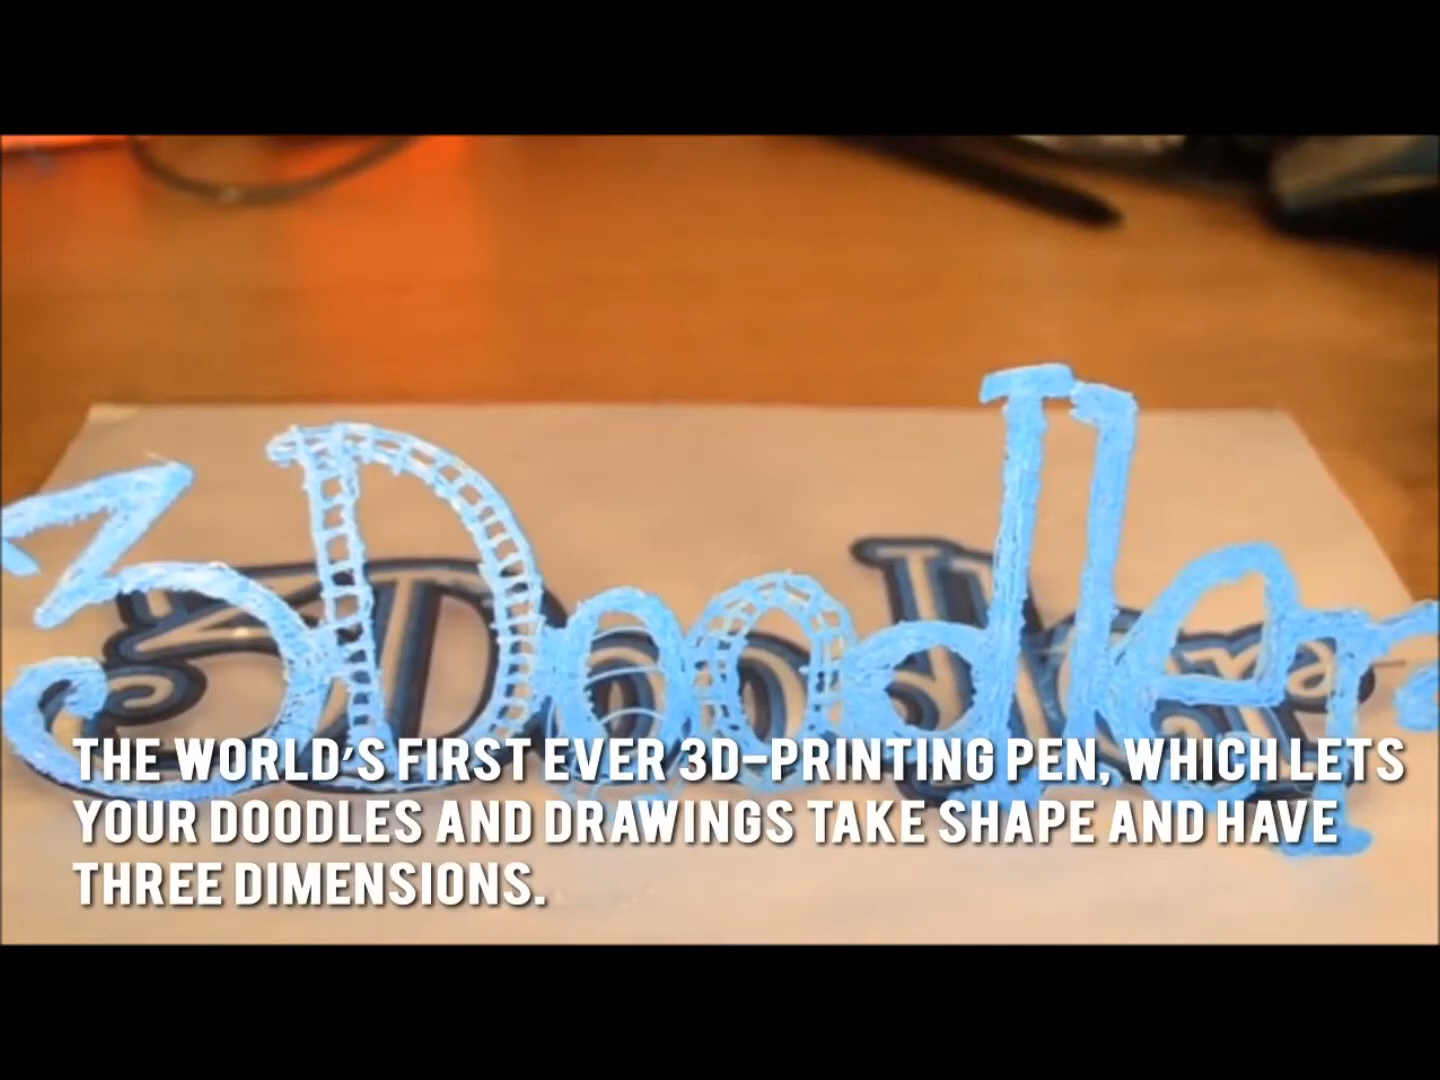 3Doodler
3Doodler
THE WORLD'S FIRST EVER 3D-PRINTING PEN, WHICH LETS
YOUR DOODLES AND DRAWINGS TAKE SHAPE AND HAVE
THREE DIMENSIONS.